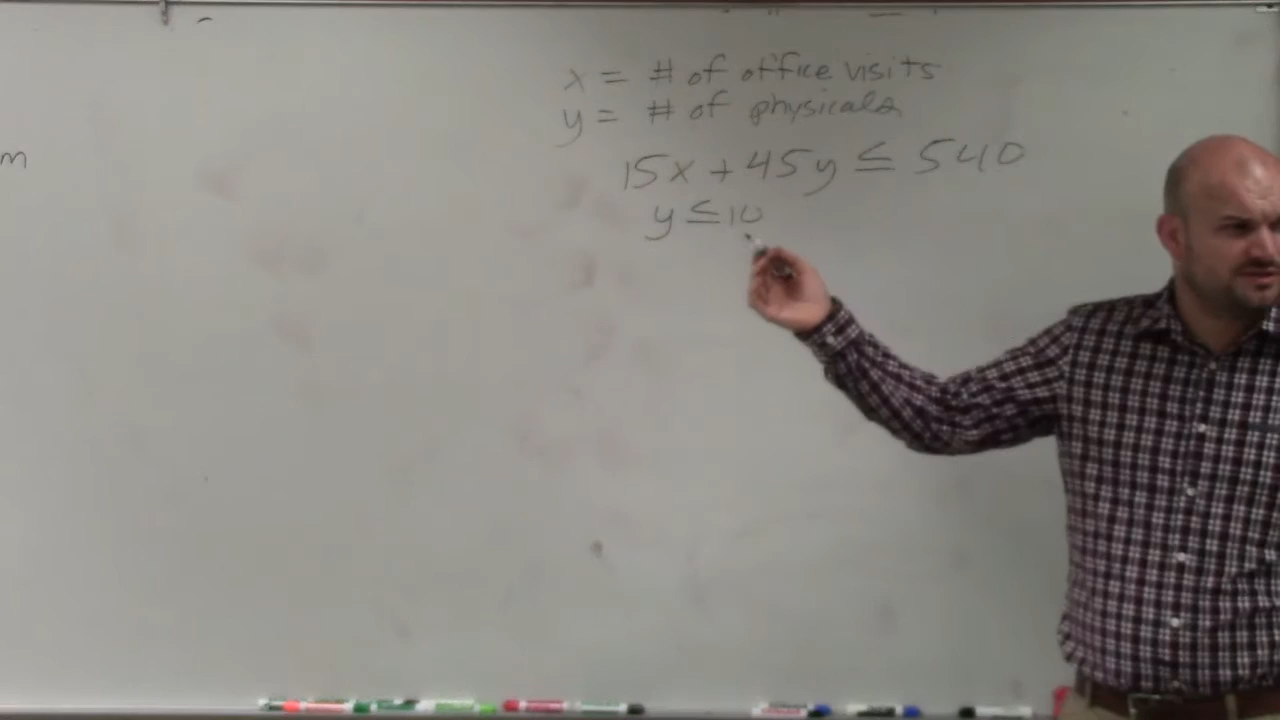 x = # of office visits
y = # of physicals
m
15x + 45y ≤ 540
y ≤ 10